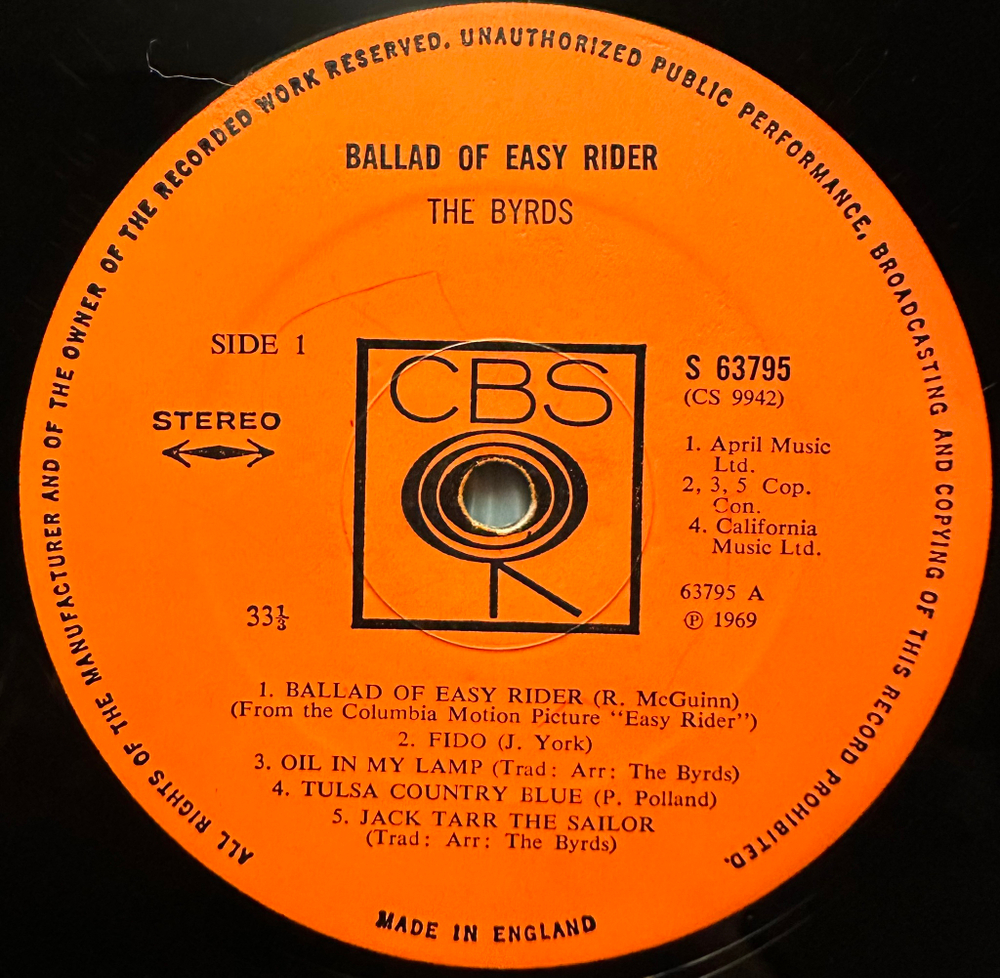 ALL RIGHTS OF THE MANUFACTURER AND OF THE OWNER OF THE RECORDED WORK RESERVED. UNAUTHORIZED PUBLIC PERFORMANCE, BROADCASTING AND COPYING OF THIS RECORD PROHIBITED.
BALLAD OF EASY RIDER
THE BYRDS
SIDE 1
STEREO
33⅓
CBS
S 63795
(CS 9942)
1. April Music
Ltd.
2, 3, 5 Cop.
Con.
4. California
Music Ltd.
63795 A
℗ 1969
1. BALLAD OF EASY RIDER (R. McGuinn)
(From the Columbia Motion Picture “Easy Rider”)
2. FIDO (J. York)
3. OIL IN MY LAMP (Trad: Arr: The Byrds)
4. TULSA COUNTRY BLUE (P. Polland)
5. JACK TARR THE SAILOR
(Trad: Arr: The Byrds)
MADE IN ENGLAND